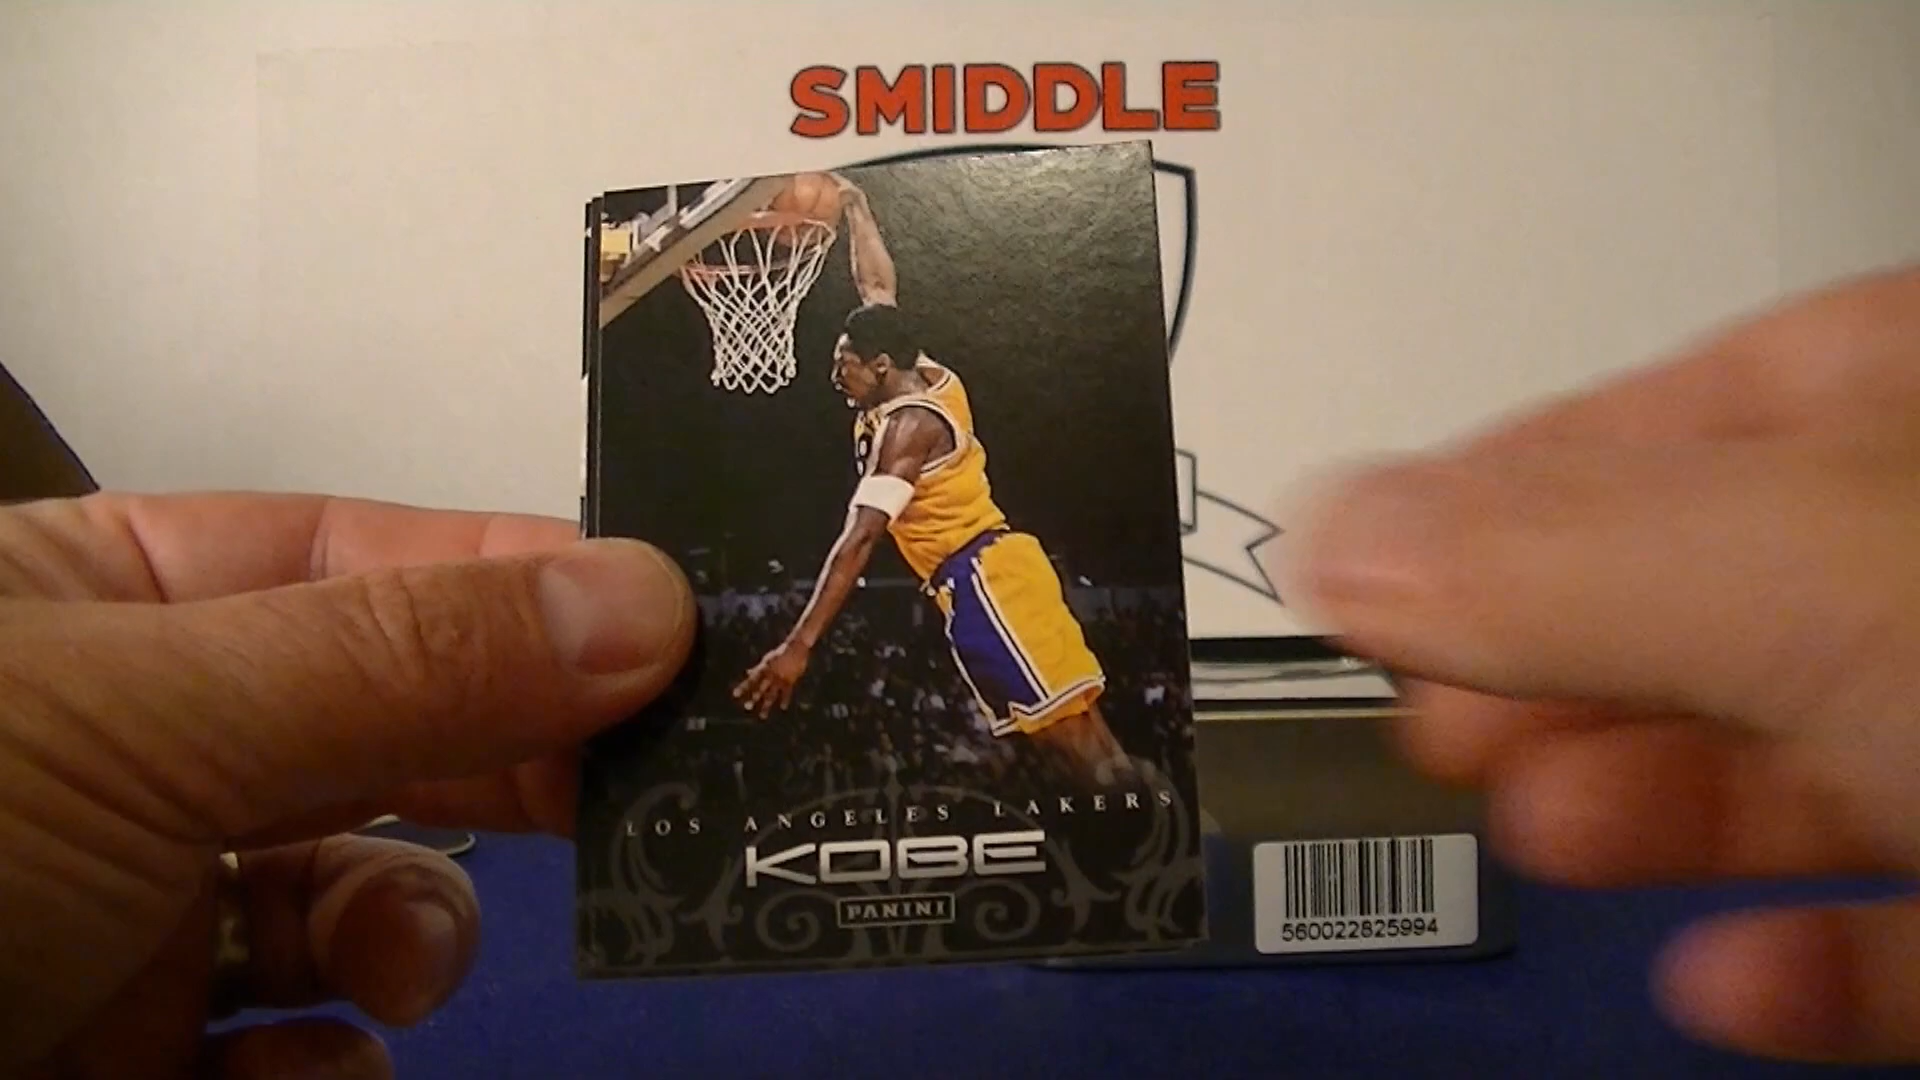 SMIDDLE
LOS ANGELES LAKERS
KOBE
PANINI
560022825994